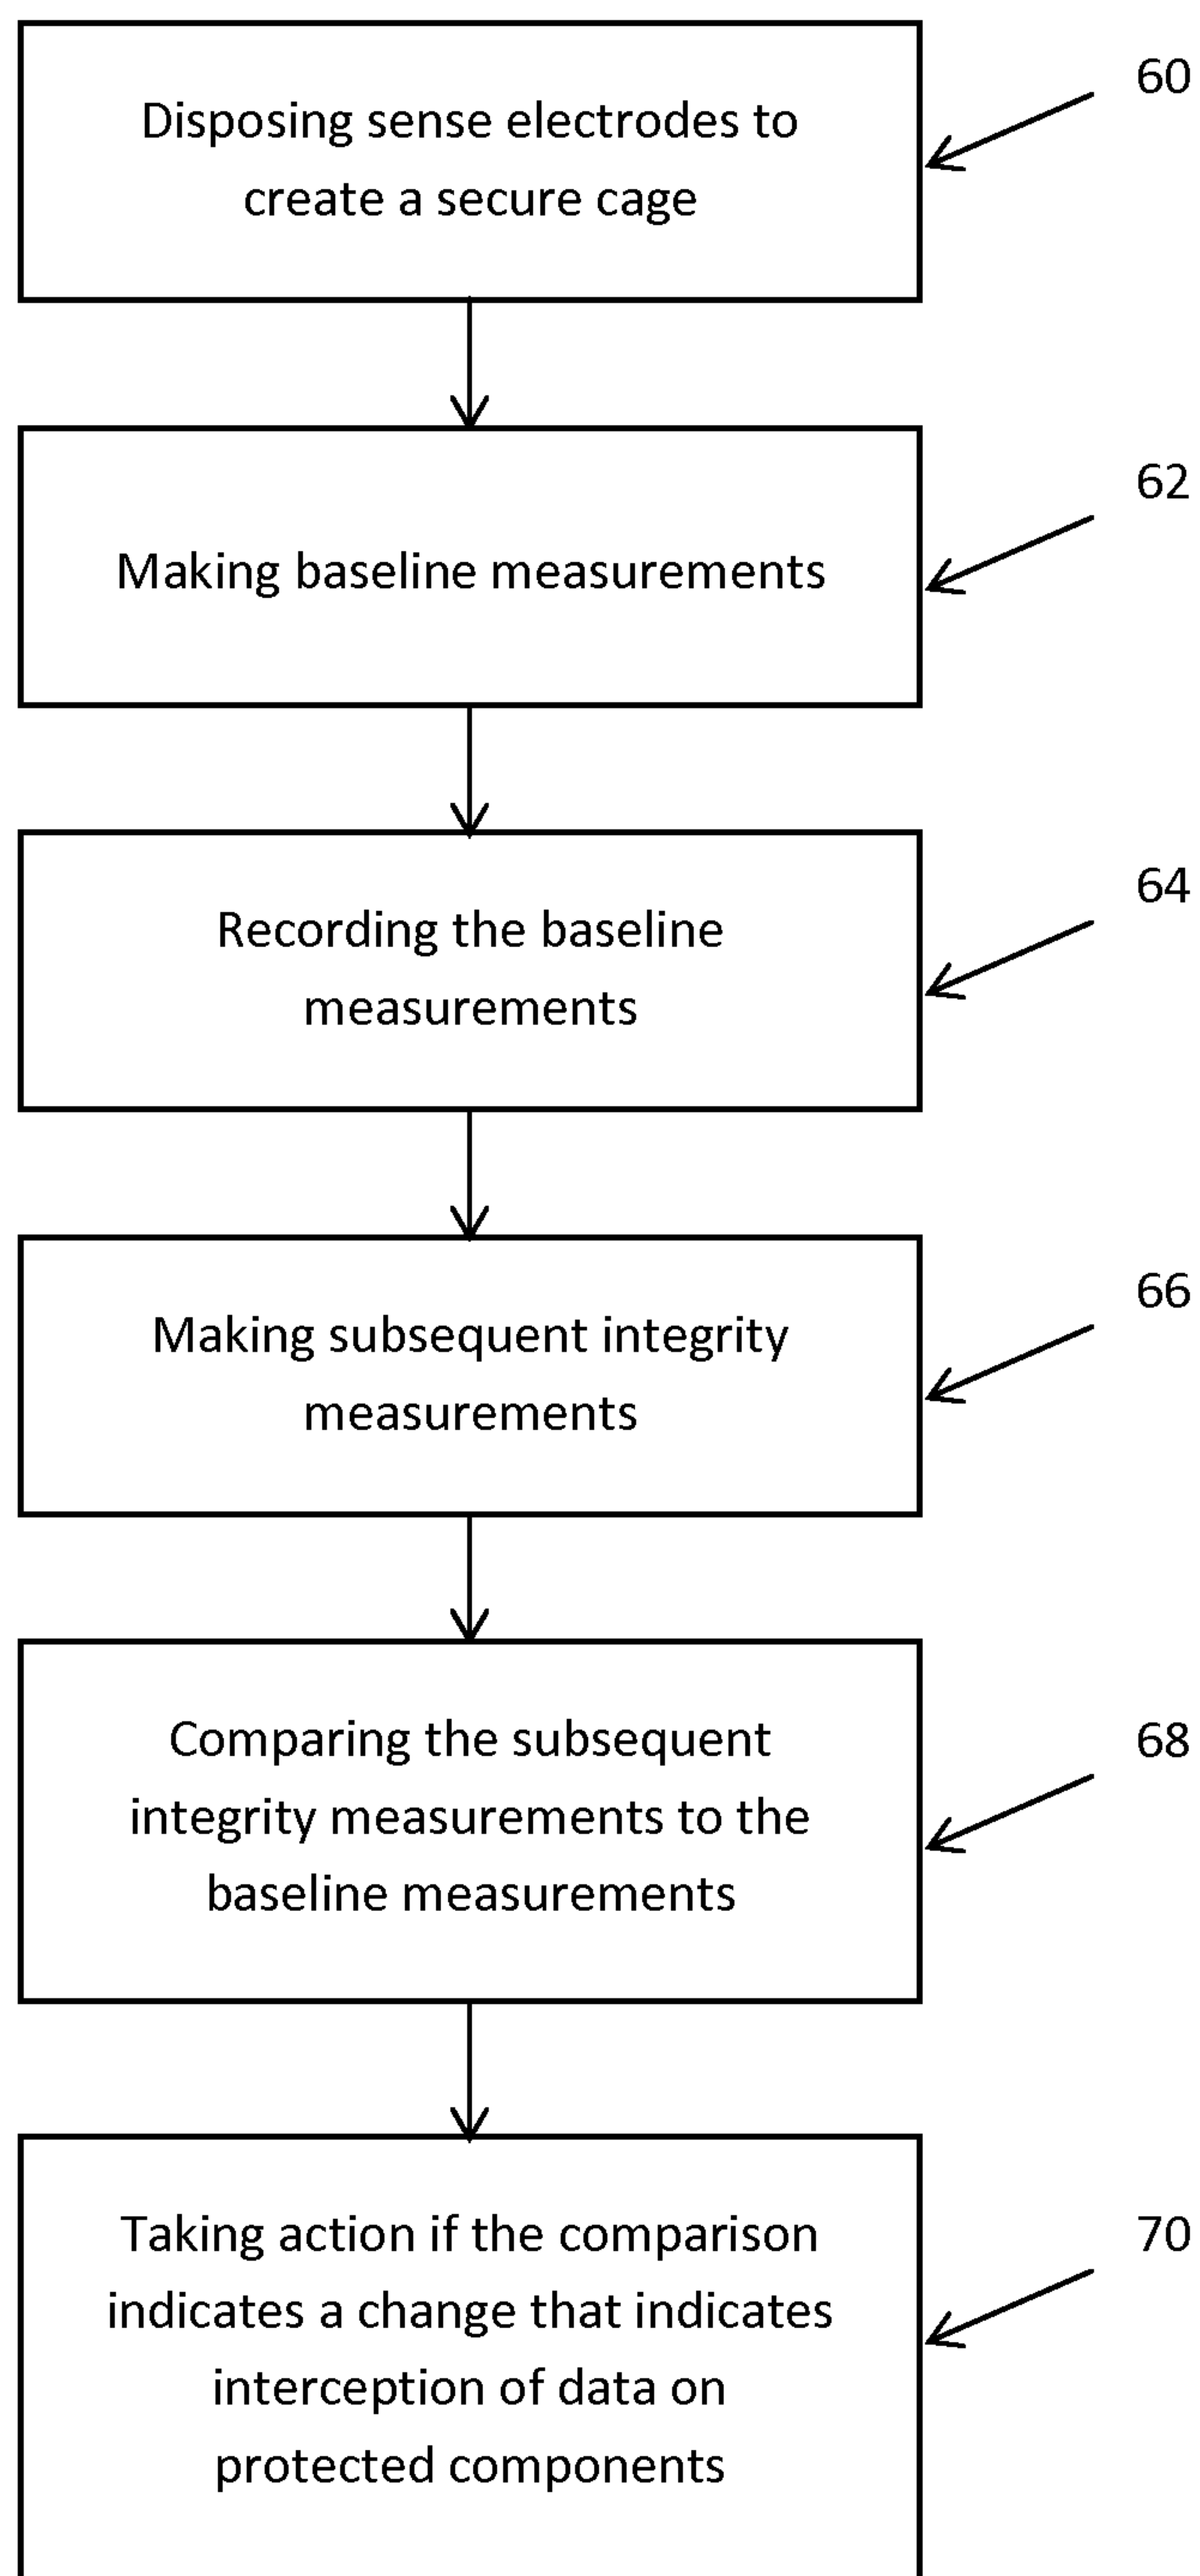 60
Disposing sense electrodes to
create a secure cage
62
Making baseline measurements
64
Recording the baseline
measurements
66
Making subsequent integrity
measurements
68
Comparing the subsequent
integrity measurements to the
baseline measurements
70
Taking action if the comparison
indicates a change that indicates
interception of data on
protected components